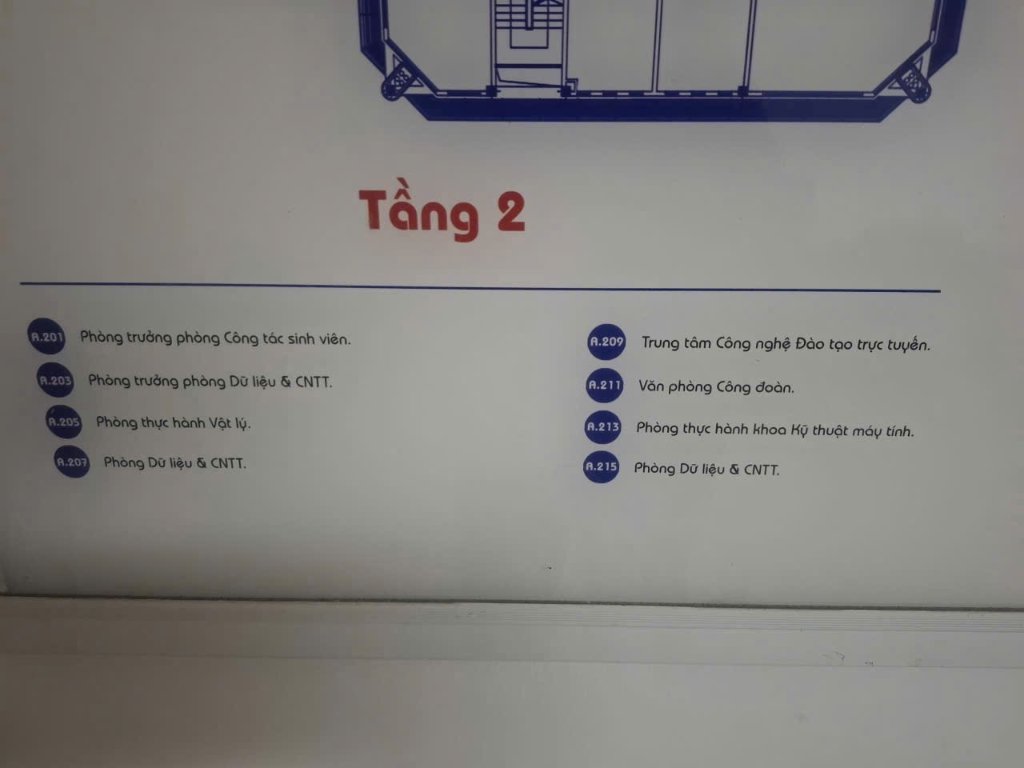 Tầng 2
A.201 Phòng trưởng phòng Công tác sinh viên.
A.203 Phòng trưởng phòng Dữ liệu & CNTT.
A.205 Phòng thực hành Vật lý.
A.207 Phòng Dữ liệu & CNTT.
A.209 Trung tâm Công nghệ Đào tạo trực tuyến.
A.211 Văn phòng Công đoàn.
A.213 Phòng thực hành khoa Kỹ thuật máy tính.
A.215 Phòng Dữ liệu & CNTT.